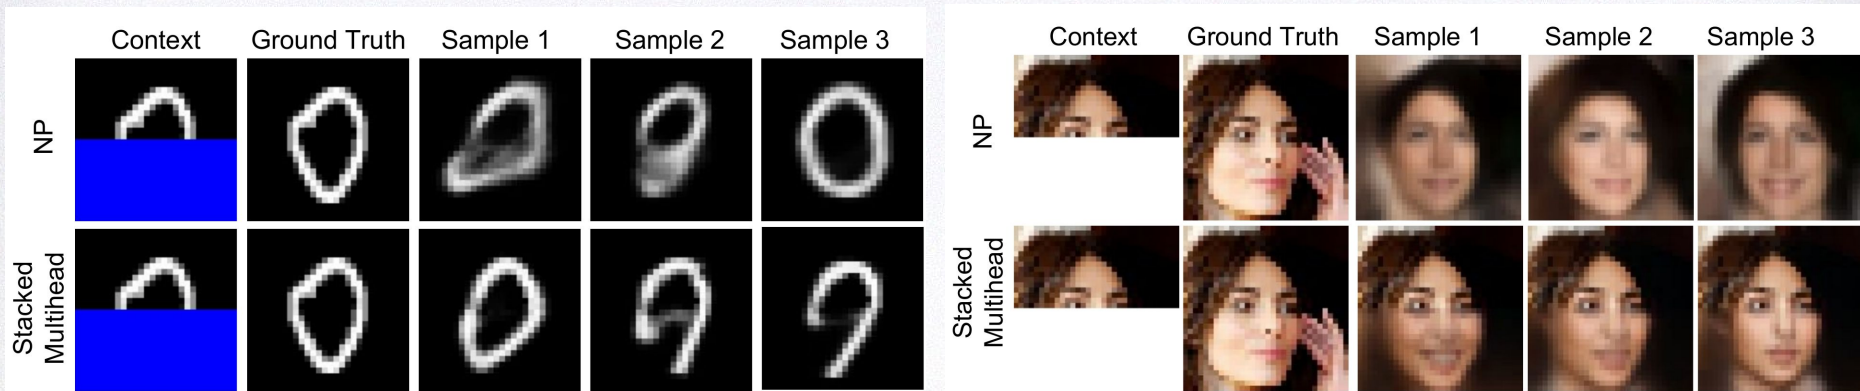 Context Ground Truth Sample 1 Sample 2 Sample 3
NP
Stacked
Multihead
Context Ground Truth Sample 1 Sample 2 Sample 3
NP
Stacked
Multihead